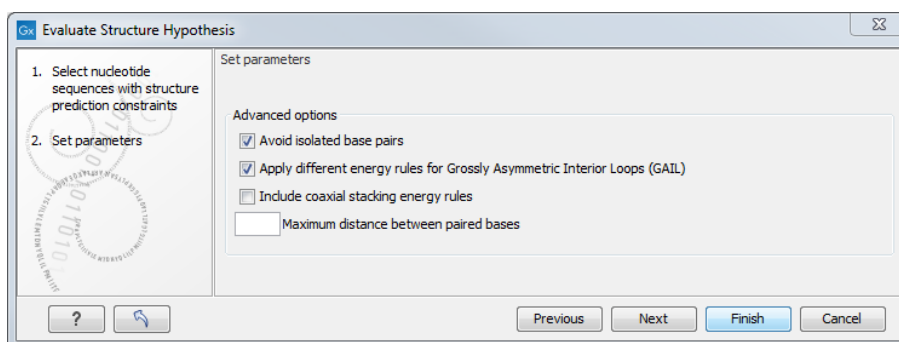 Gx Evaluate Structure Hypothesis
1. Select nucleotide
sequences with structure
prediction constraints
2. Set parameters
Set parameters
Advanced options
Avoid isolated base pairs
Apply different energy rules for Grossly Asymmetric Interior Loops (GAIL)
Include coaxial stacking energy rules
Maximum distance between paired bases
?
Previous
Next
Finish
Cancel